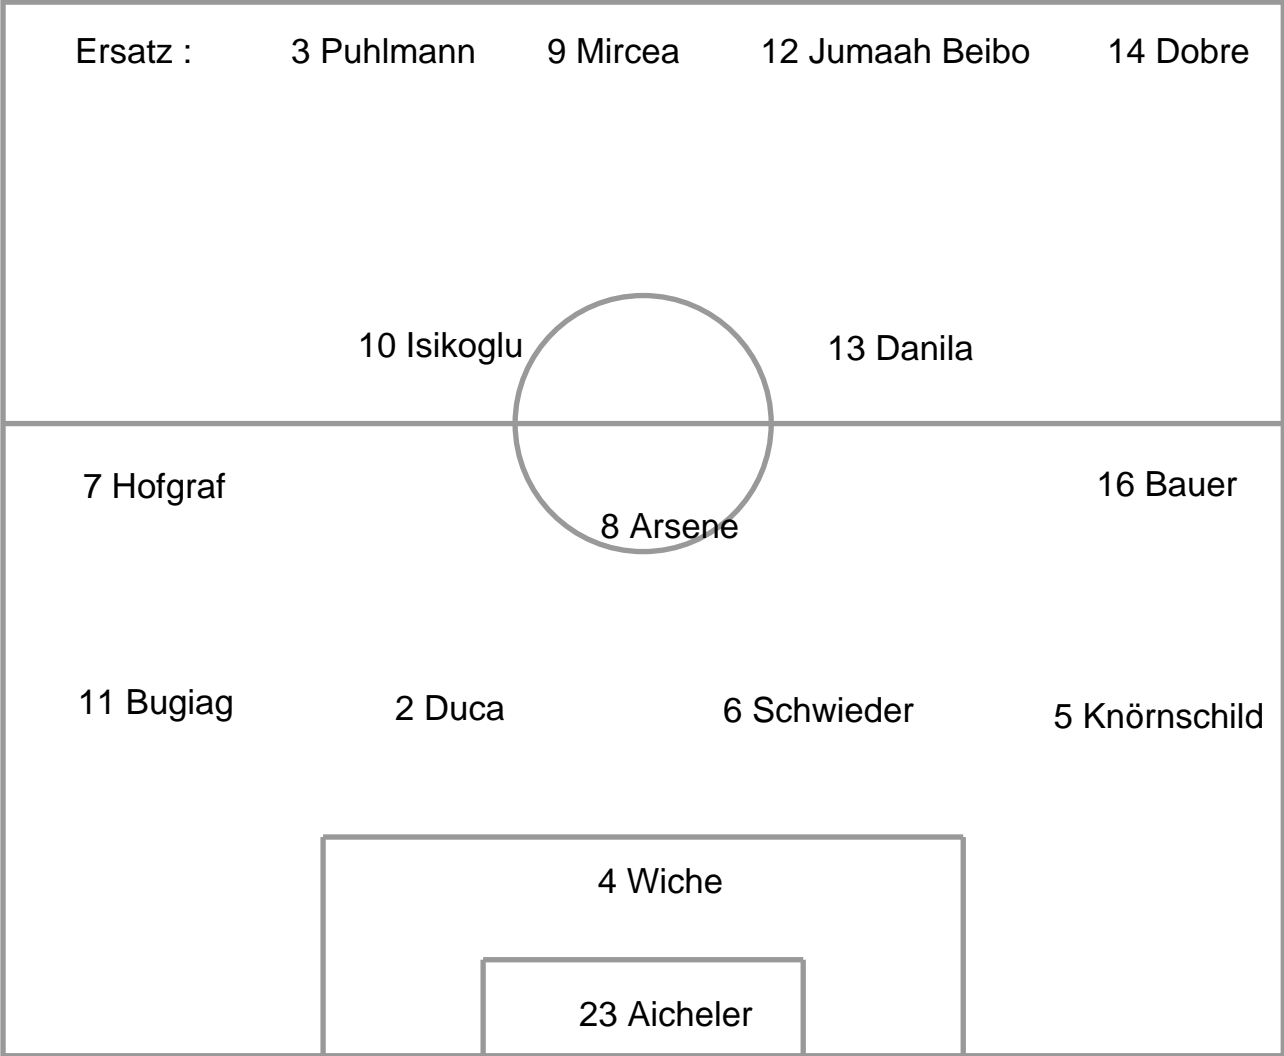 Ersatz : 3 Puhlmann 9 Mircea 12 Jumaah Beibo 14 Dobre
10 Isikoglu 13 Danila
7 Hofgraf 16 Bauer
8 Arsene
11 Bugiag 2 Duca 6 Schwieder 5 Knörnschild
4 Wiche
23 Aicheler